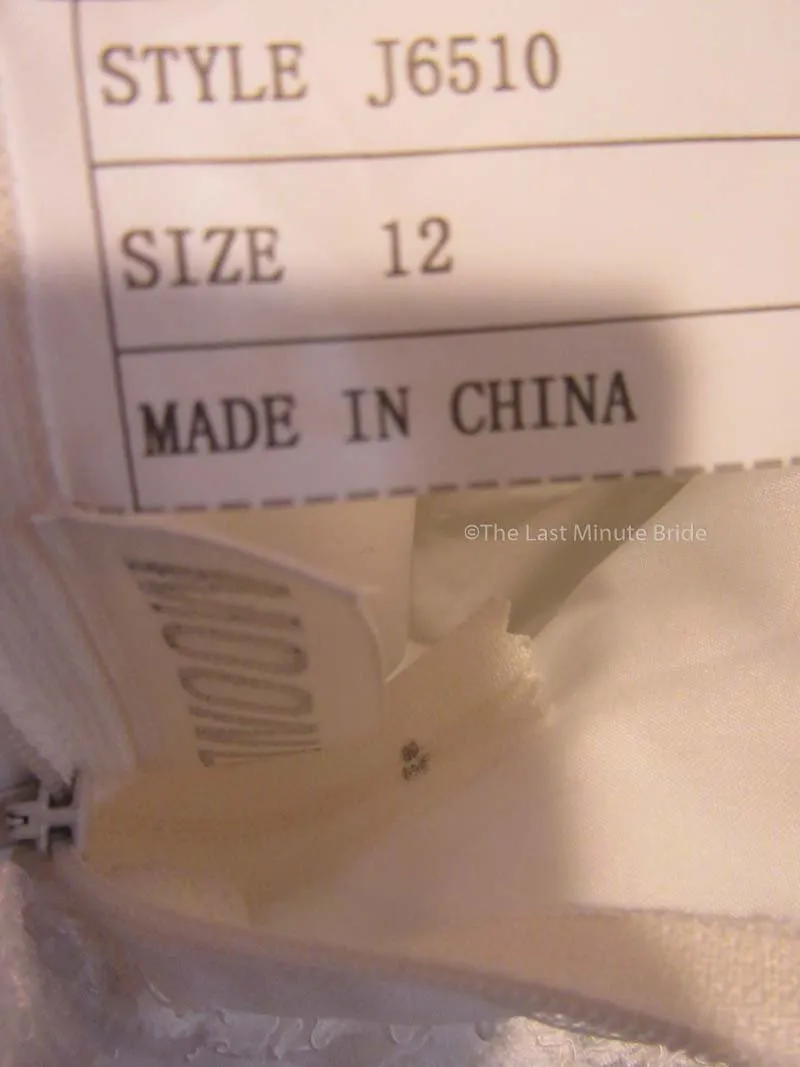 STYLE J6510
SIZE 12
MADE IN CHINA
©The Last Minute Bride